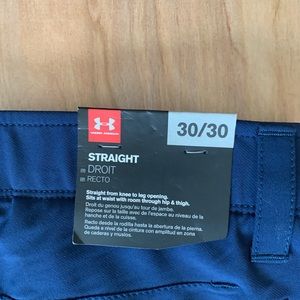 UNDER ARMOUR
30/30
STRAIGHT
DROIT
RECTO
Straight from knee to leg opening.
Sits at waist with room through hip & thigh.
Droit du genou jusqu'au tour de jambe.
Repose sur la taille avec de l'espace au niveau de la
hanche et de la cuisse.
Recto desde la rodilla hasta la abertura de la pierna.
Queda a nivel de la cintura con amplitud en zona
de caderas y muslos.